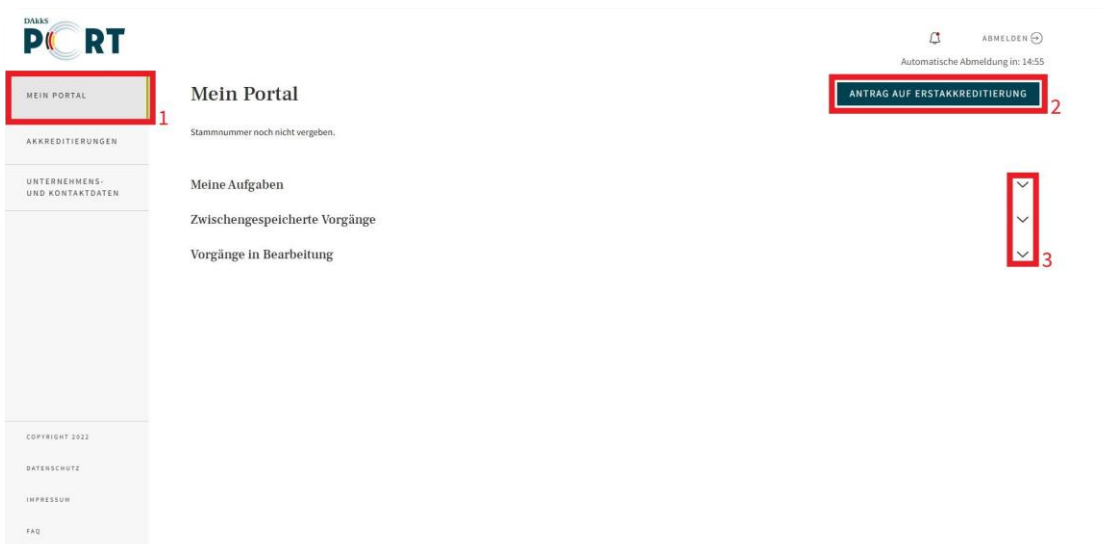 DAkkS
PORT
ABMELDEN
Automatische Abmeldung in: 14:55
MEIN PORTAL
1
Mein Portal
ANTRAG AUF ERSTAKKREDITIERUNG
2
Stammnummer noch nicht vergeben.
AKKREDITIERUNGEN
UNTERNEHMENS-
UND KONTAKTDATEN
Meine Aufgaben
Zwischengespeicherte Vorgänge
Vorgänge in Bearbeitung
3
COPYRIGHT 2022
DATENSCHUTZ
IMPRESSUM
FAQ